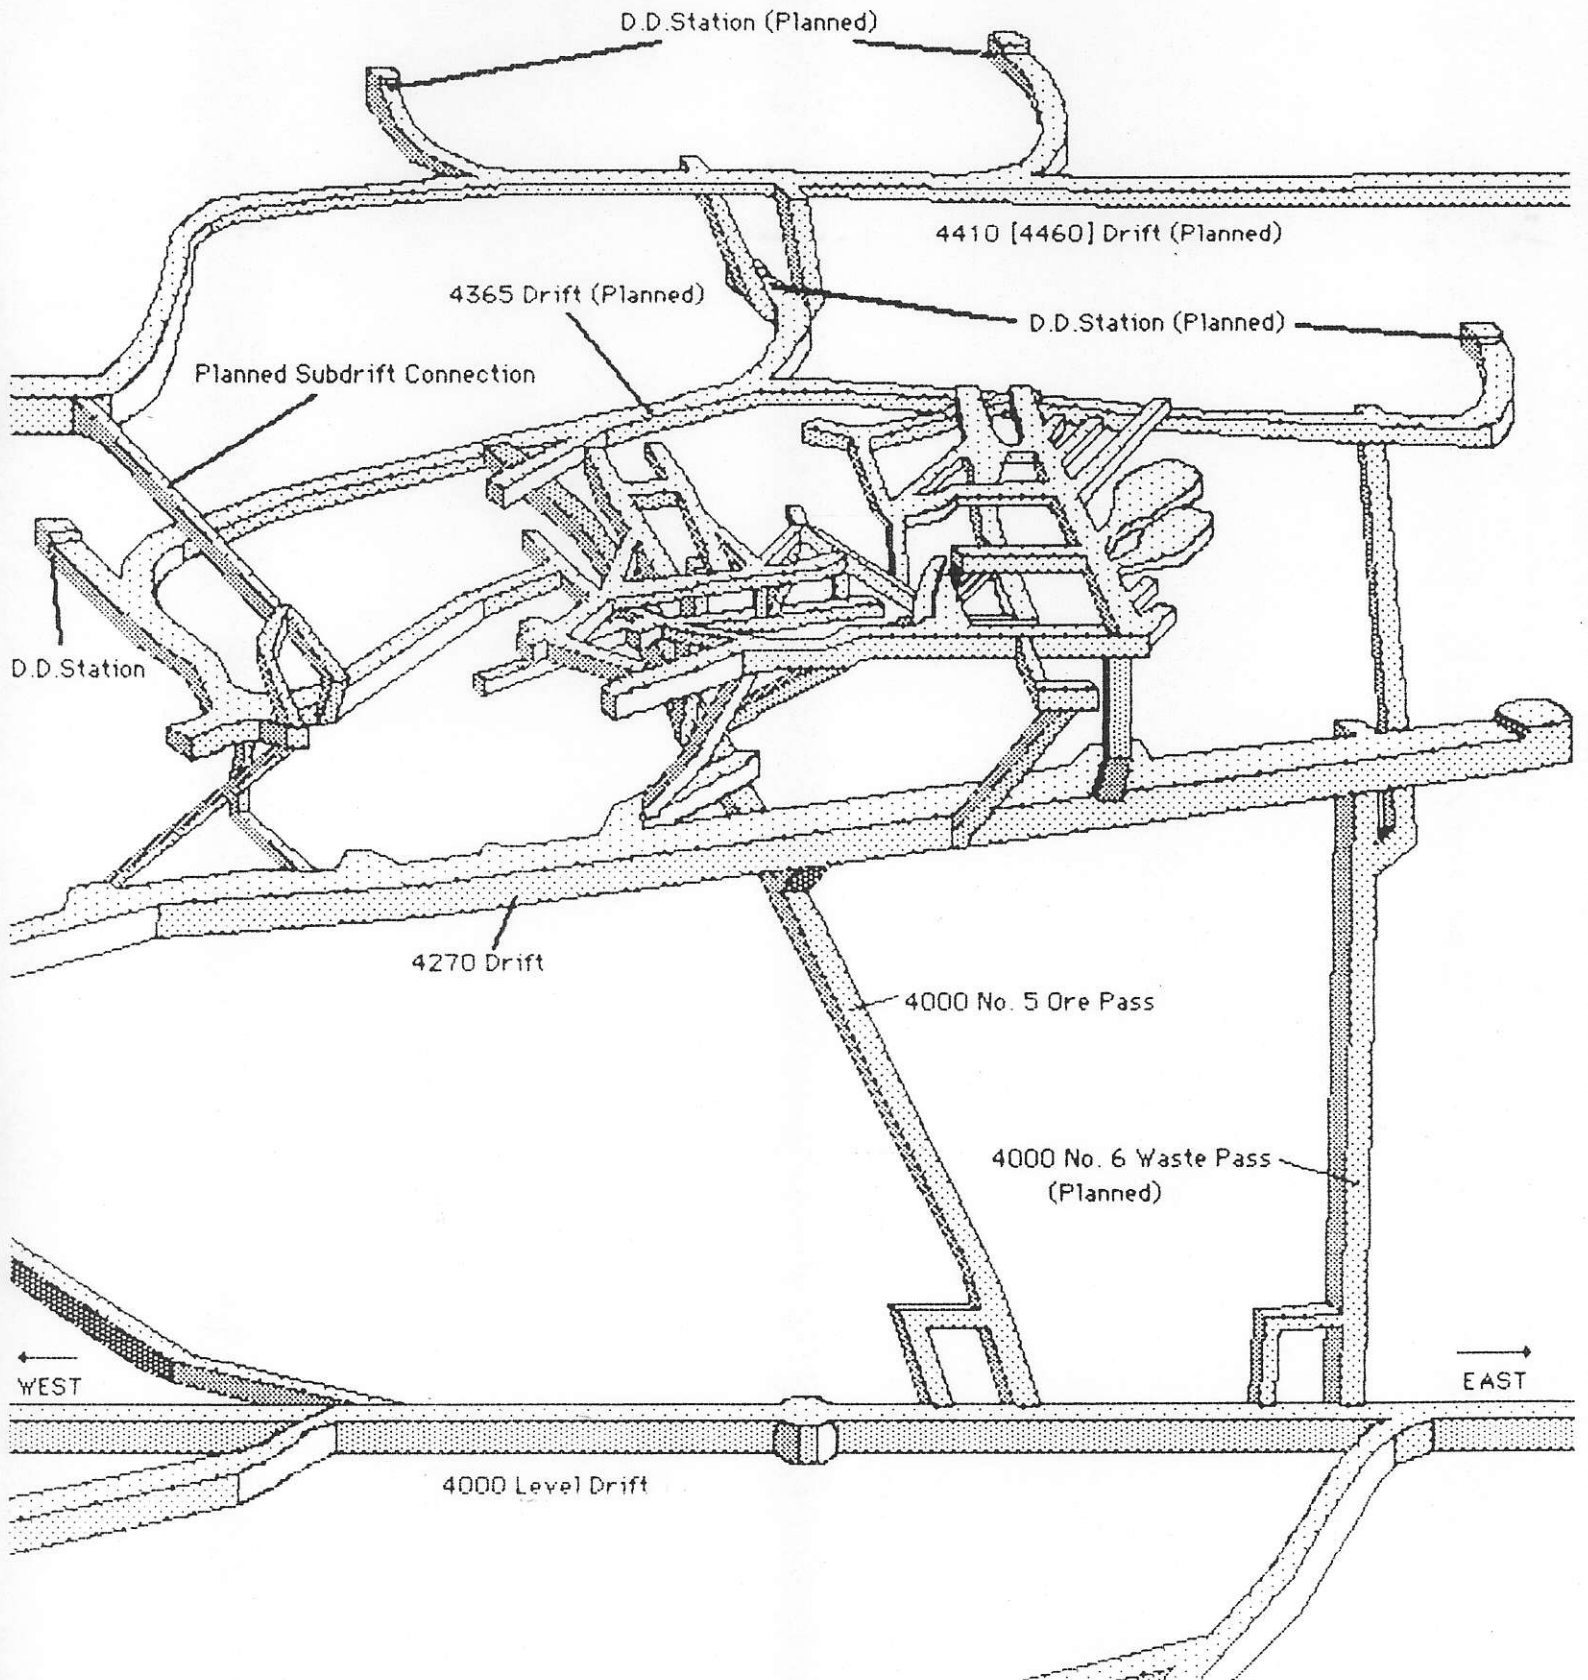 D.D.Station (Planned)
4410 [4460] Drift (Planned)
4365 Drift (Planned)
D.D.Station (Planned)
Planned Subdrift Connection
D.D.Station
4270 Drift
4000 No. 5 Ore Pass
4000 No. 6 Waste Pass
(Planned)
WEST
EAST
4000 Level Drift